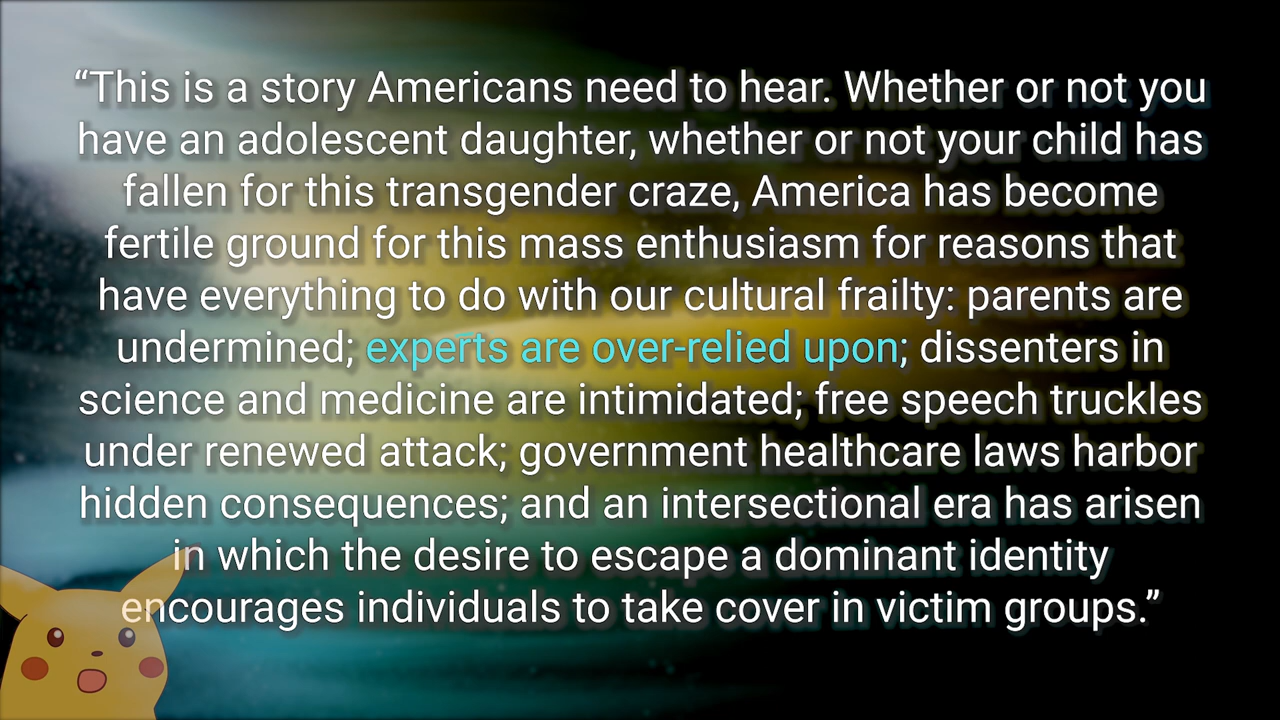 “This is a story Americans need to hear. Whether or not you
have an adolescent daughter, whether or not your child has
fallen for this transgender craze, America has become
fertile ground for this mass enthusiasm for reasons that
have everything to do with our cultural frailty: parents are
undermined; experts are over-relied upon; dissenters in
science and medicine are intimidated; free speech truckles
under renewed attack; government healthcare laws harbor
hidden consequences; and an intersectional era has arisen
in which the desire to escape a dominant identity
encourages individuals to take cover in victim groups.”